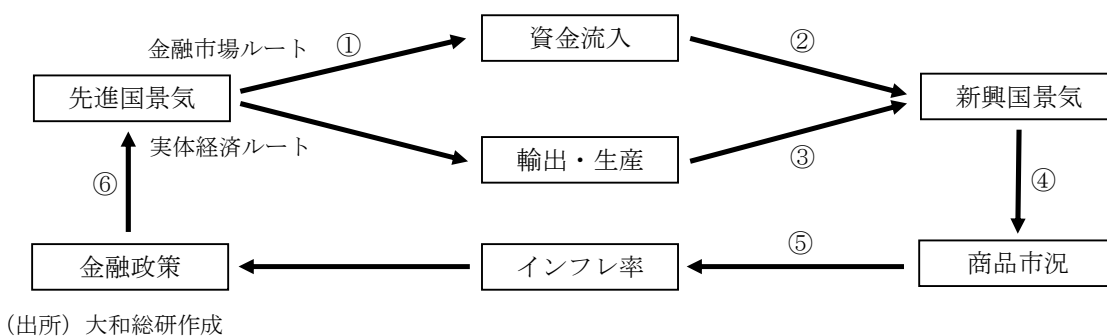 金融市場ルート
①
資金流入
②
先進国景気
新興国景気
実体経済ルート
輸出・生産
③
⑥
④
金融政策
インフレ率
⑤
商品市況
（出所）大和総研作成